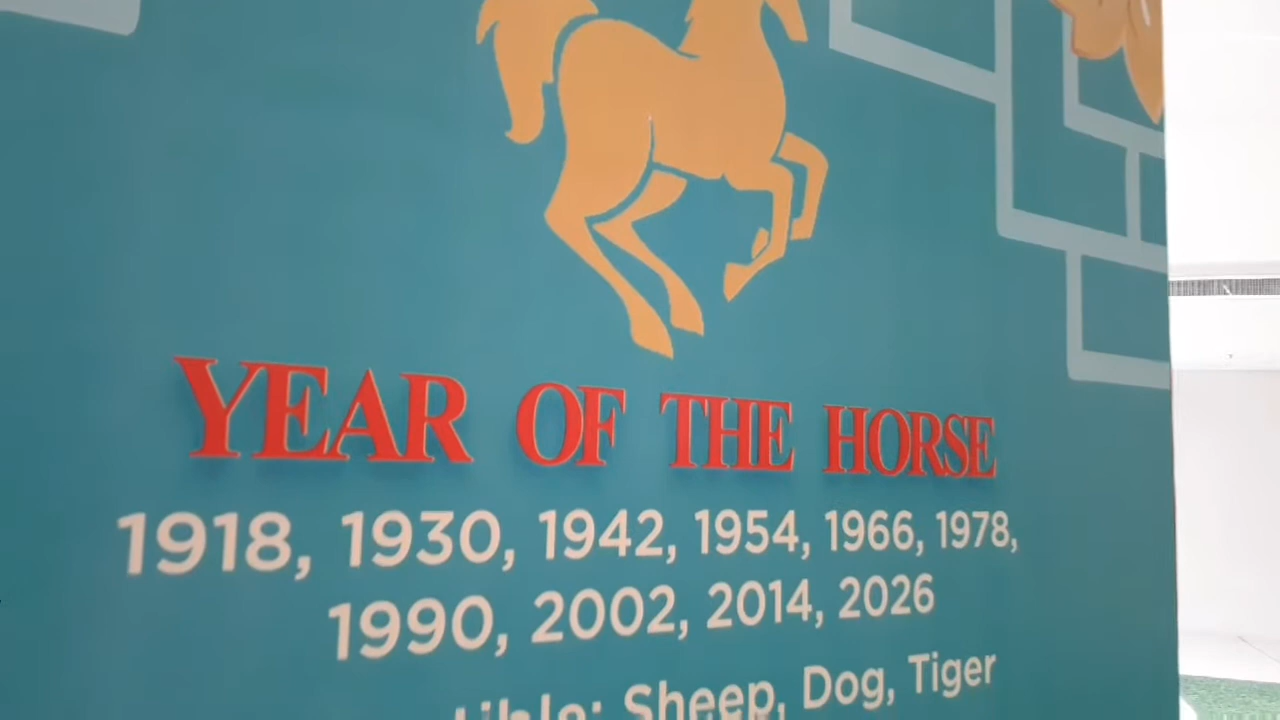 YEAR OF THE HORSE
1918, 1930, 1942, 1954, 1966, 1978,
1990, 2002, 2014, 2026
Sheep, Dog, Tiger